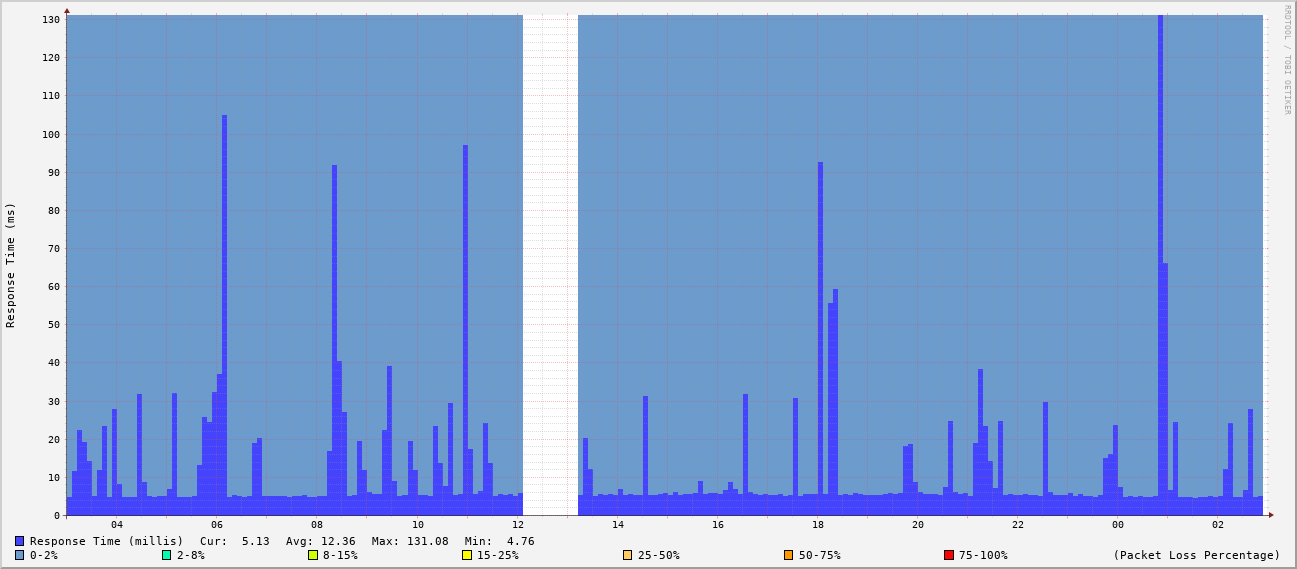 RRDTOOL / TOBI OETIKER
Response Time (ms)
130
120
110
100
90
80
70
60
50
40
30
20
10
0
04 06 08 10 12 14 16 18 20 22 00 02
Response Time (millis) Cur: 5.13 Avg: 12.36 Max: 131.08 Min: 4.76
0-2% 2-8% 8-15% 15-25% 25-50% 50-75% 75-100% (Packet Loss Percentage)